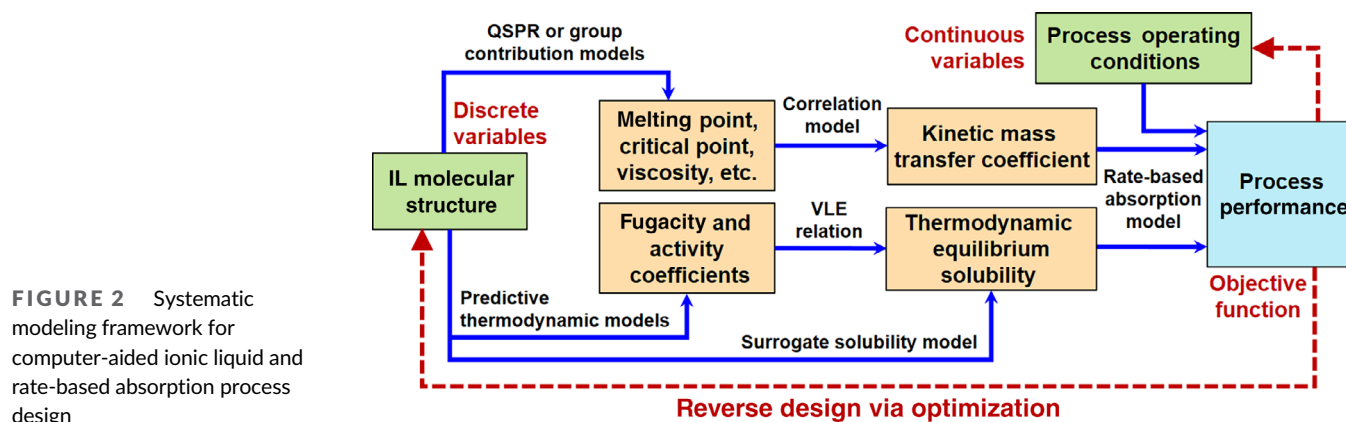 QSPR or group
contribution models
Discrete
variables
IL molecular
structure
Melting point,
critical point,
viscosity, etc.
Correlation
model
Kinetic mass
transfer coefficient
Continuous
variables
Process operating
conditions
Fugacity and
activity
coefficients
VLE
relation
Thermodynamic
equilibrium
solubility
Rate-based
absorption
model
Process
performance
Predictive
thermodynamic models
Surrogate solubility model
Objective
function
Reverse design via optimization
FIGURE 2 Systematic
modeling framework for
computer-aided ionic liquid and
rate-based absorption process
design